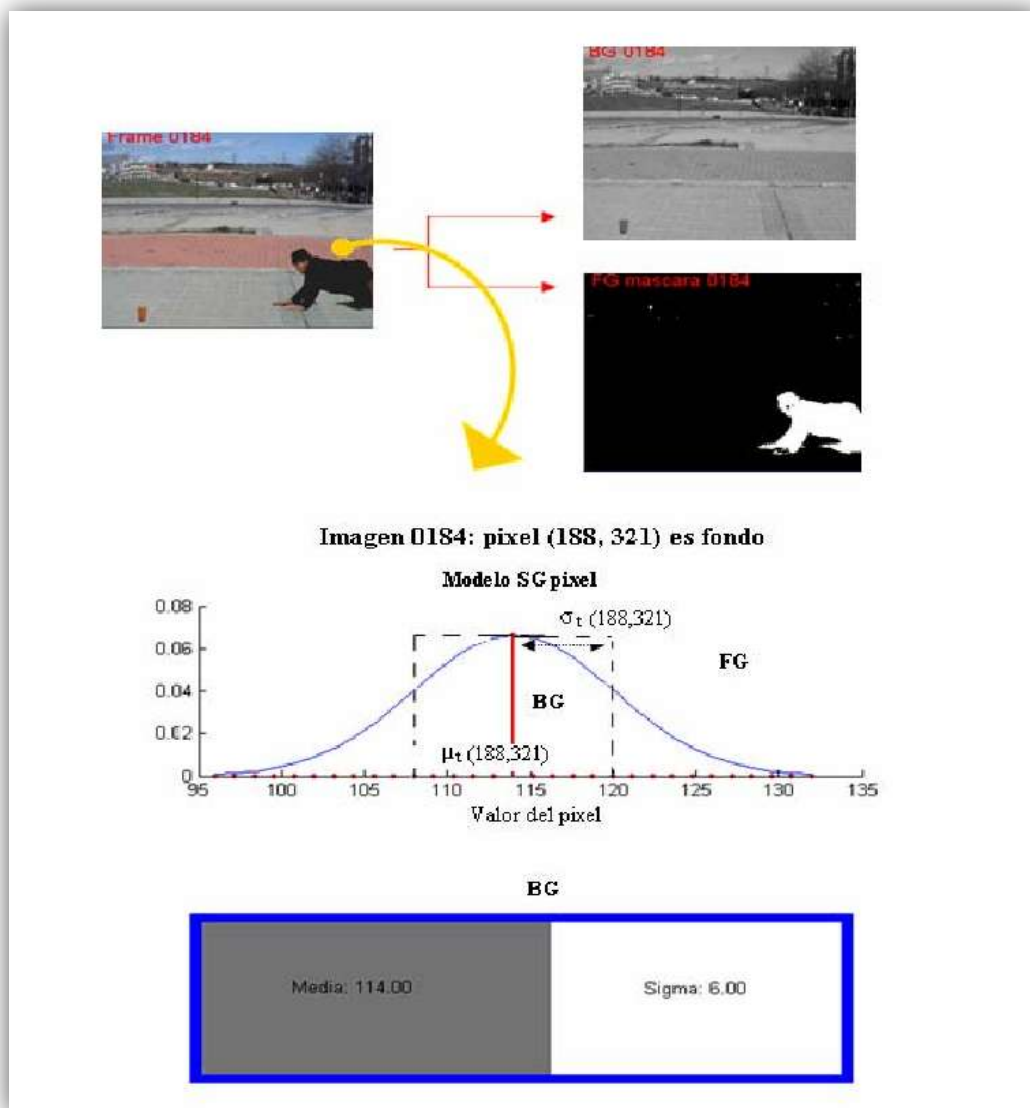 BG 0184
Frame 0184
FG mascara 0184
Imagen 0184: pixel (188, 321) es fondo
Modelo SG pixel
0.08
σt (188,321)
0.06
FG
0.04
BG
0.02
μt (188,321)
0
95 100 105 110 115 120 125 130 135
Valor del pixel
BG
Media: 114.00
Sigma: 6.00